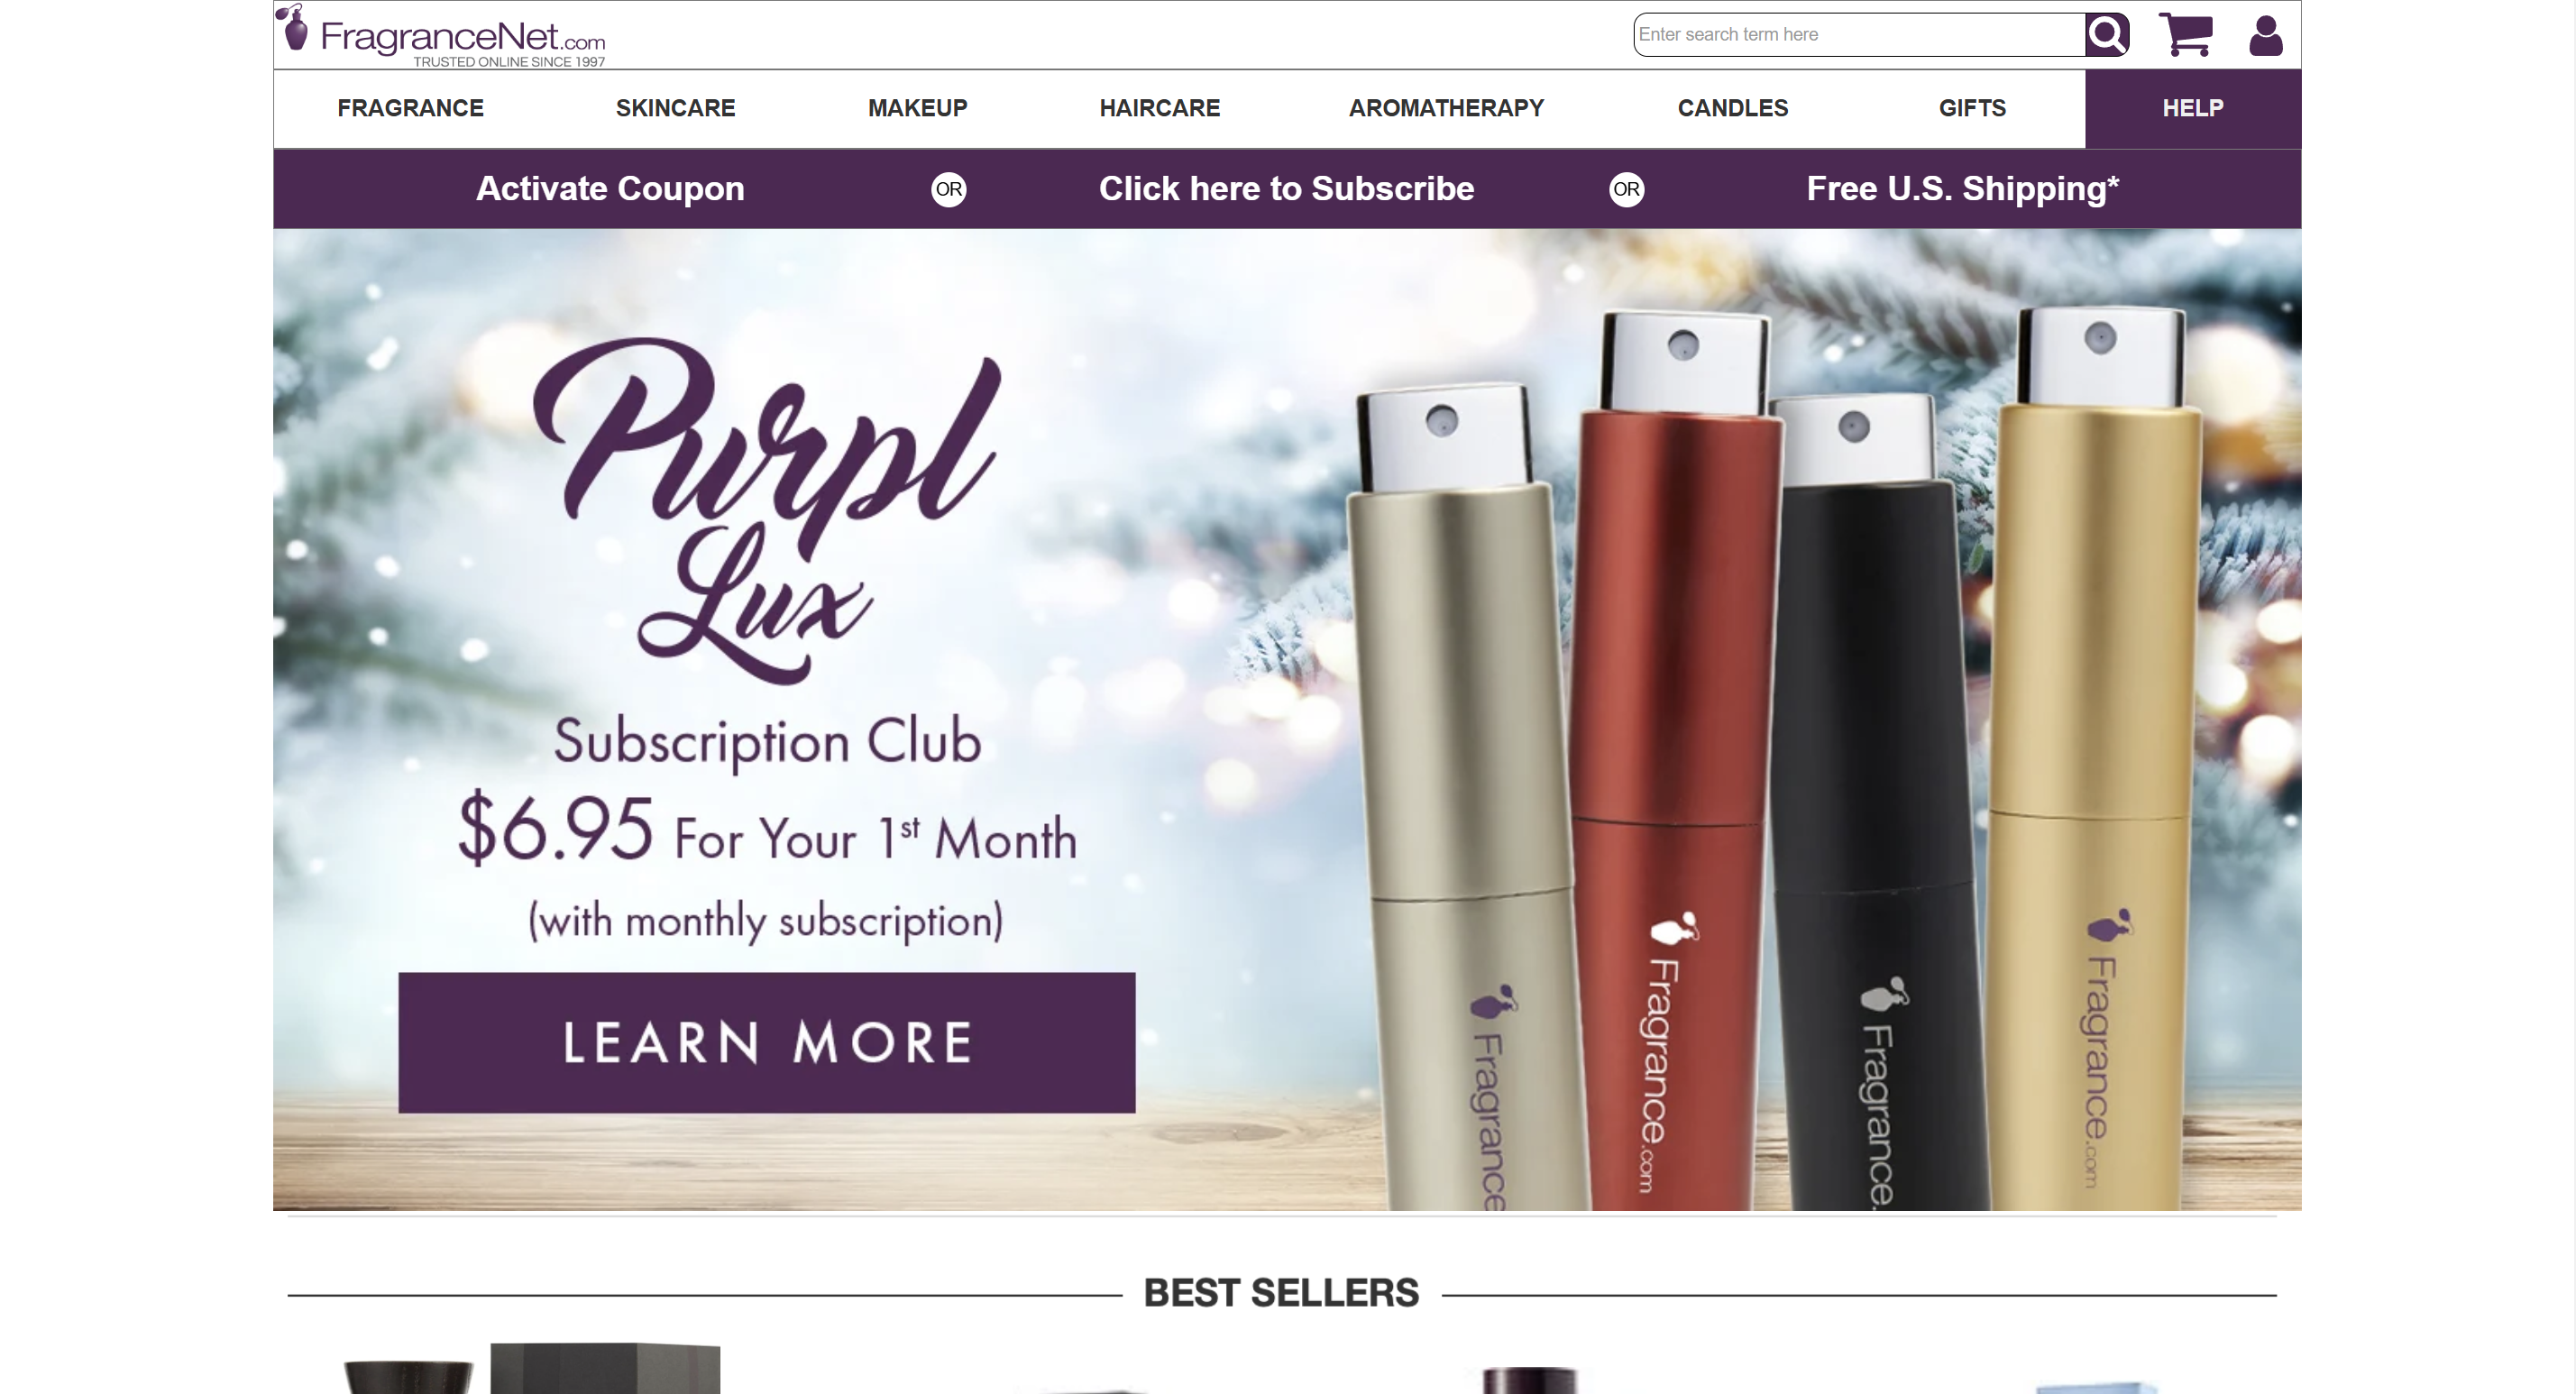 FragranceNet.com
TRUSTED ONLINE SINCE 1997
Enter search term here
FRAGRANCE SKINCARE MAKEUP HAIRCARE AROMATHERAPY CANDLES GIFTS HELP
Activate Coupon OR Click here to Subscribe OR Free U.S. Shipping*
Purpl
Lux
Subscription Club
$6.95 For Your 1st Month
(with monthly subscription)
LEARN MORE
Fragrance
Fragrance.com
Fragrance.
Fragrance.com
BEST SELLERS